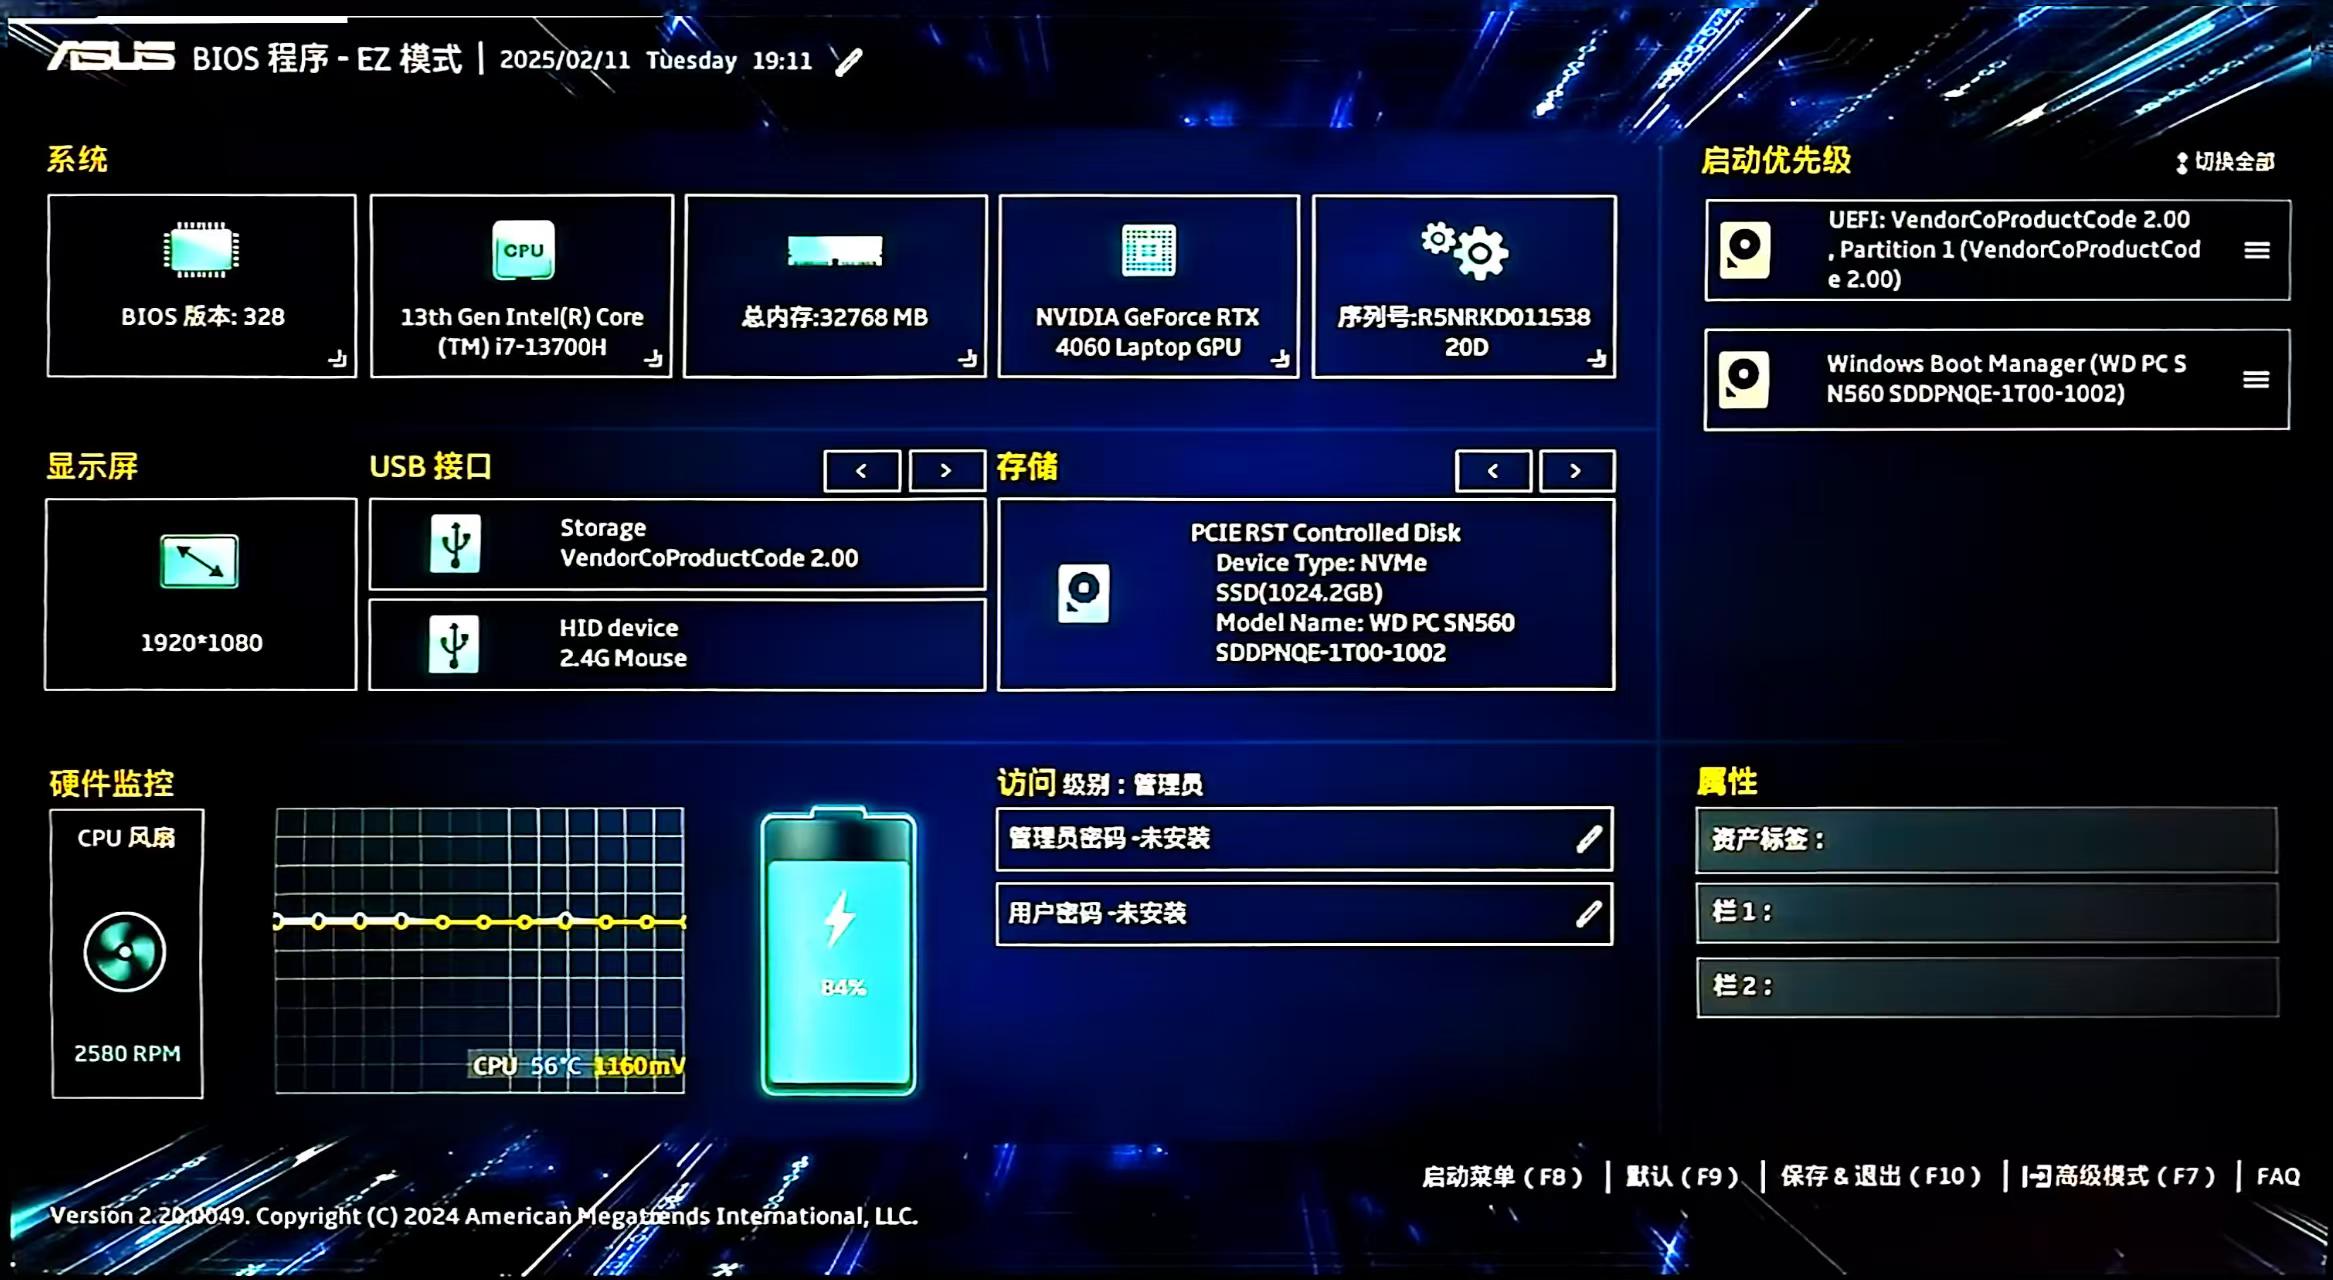 ASUS BIOS 程序 - EZ 模式 | 2025/02/11 Tuesday 19:11
系统
BIOS 版本: 328
13th Gen Intel(R) Core
(TM) i7-13700H
总内存:32768 MB
NVIDIA GeForce RTX
4060 Laptop GPU
序列号:R5NRKD011538
20D
启动优先级
切换全部
UEFI: VendorCoProductCode 2.00
, Partition 1 (VendorCoProductCod
e 2.00)
Windows Boot Manager (WD PC S
N560 SDDPNQE-1T00-1002)
显示屏
1920*1080
USB 接口
<
>
Storage
VendorCoProductCode 2.00
HID device
2.4G Mouse
存储
<
>
PCIE RST Controlled Disk
Device Type: NVMe
SSD(1024.2GB)
Model Name: WD PC SN560
SDDPNQE-1T00-1002
硬件监控
CPU 风扇
2580 RPM
CPU 56°C 1160mV
84%
访问 级别 : 管理员
管理员密码 -未安装
用户密码 -未安装
属性
资产标签 :
栏 1 :
栏 2 :
启动菜单 ( F8 ) | 默认 ( F9 ) | 保存 & 退出 ( F10 ) | 高级模式 ( F7 ) | FAQ
Version 2.20.0049. Copyright (C) 2024 American Megatrends International, LLC.